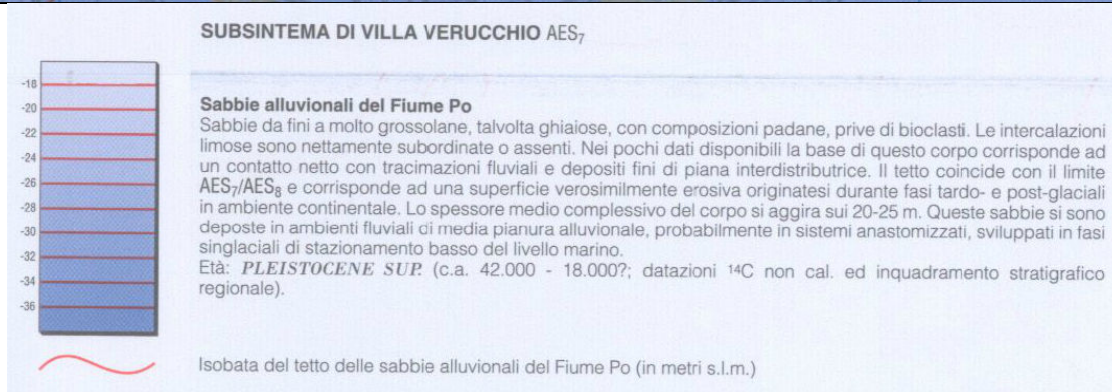 SUBSINTEMA DI VILLA VERUCCHIO AES7
-18
-20
-22
-24
-26
-28
-30
-32
-34
-36
Sabbie alluvionali del Fiume Po
Sabbie da fini a molto grossolane, talvolta ghiaiose, con composizioni padane, prive di bioclasti. Le intercalazioni
limose sono nettamente subordinate o assenti. Nei pochi dati disponibili la base di questo corpo corrisponde ad
un contatto netto con tracimazioni fluviali e depositi fini di piana interdistributrice. Il tetto coincide con il limite
AES7/AES8 e corrisponde ad una superficie verosimilmente erosiva originatesi durante fasi tardo- e post-glaciali
in ambiente continentale. Lo spessore medio complessivo del corpo si aggira sui 20-25 m. Queste sabbie si sono
deposte in ambienti fluviali di media pianura alluvionale, probabilmente in sistemi anastomizzati, sviluppati in fasi
singlaciali di stazionamento basso del livello marino.
Età: PLEISTOCENE SUP. (c.a. 42.000 - 18.000?; datazioni 14C non cal. ed inquadramento stratigrafico
regionale).
Isobata del tetto delle sabbie alluvionali del Fiume Po (in metri s.l.m.)